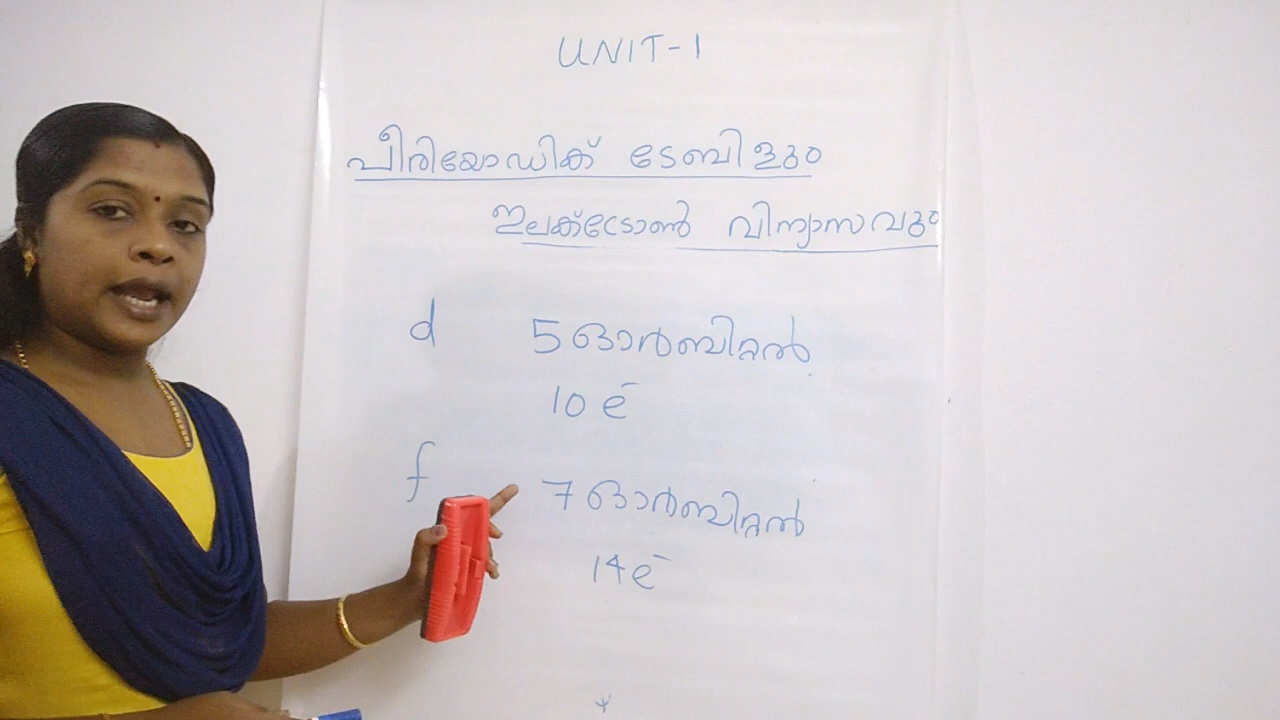 UNIT-1
പീരിയോഡിക് ടേബിളും
ഇലക്ട്രോൺ വിന്യാസവും
d 5 ഓർബിറ്റൽ
10 e⁻
f 7 ഓർബിറ്റൽ
14 e⁻